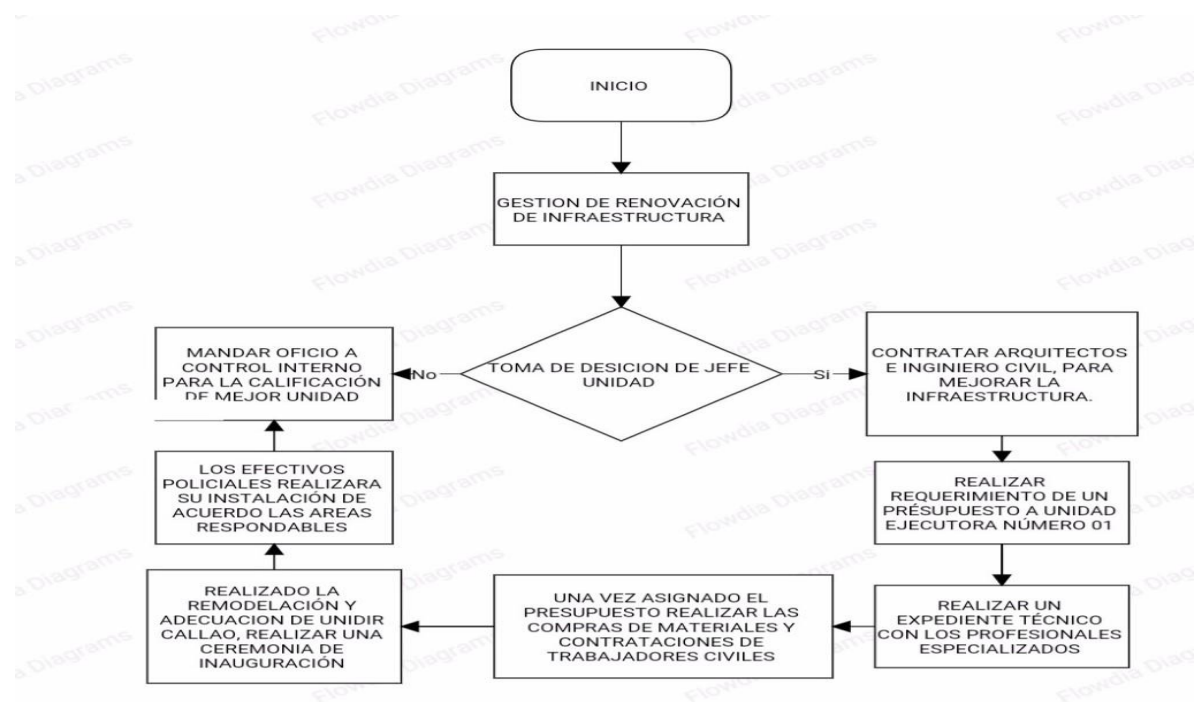 INICIO
GESTION DE RENOVACIÓN
DE INFRAESTRUCTURA
TOMA DE DESICION DE JEFE
UNIDAD
No
Si
MANDAR OFICIO A
CONTROL INTERNO
PARA LA CALIFICACIÓN
DE MEJOR UNIDAD
CONTRATAR ARQUITECTOS
E INGINIERO CIVIL, PARA
MEJORAR LA
INFRAESTRUCTURA.
LOS EFECTIVOS
POLICIALES REALIZARA
SU INSTALACIÓN DE
ACUERDO LAS AREAS
RESPONDABLES
REALIZAR
REQUERIMIENTO DE UN
PRÉSUPUESTO A UNIDAD
EJECUTORA NÚMERO 01
REALIZADO LA
REMODELACIÓN Y
ADECUACION DE UNIDIR
CALLAO, REALIZAR UNA
CEREMONIA DE
INAUGURACIÓN
UNA VEZ ASIGNADO EL
PRESUPUESTO REALIZAR LAS
COMPRAS DE MATERIALES Y
CONTRATACIONES DE
TRABAJADORES CIVILES
REALIZAR UN
EXPEDIENTE TÉCNICO
CON LOS PROFESIONALES
ESPECIALIZADOS
Flowdia Diagrams